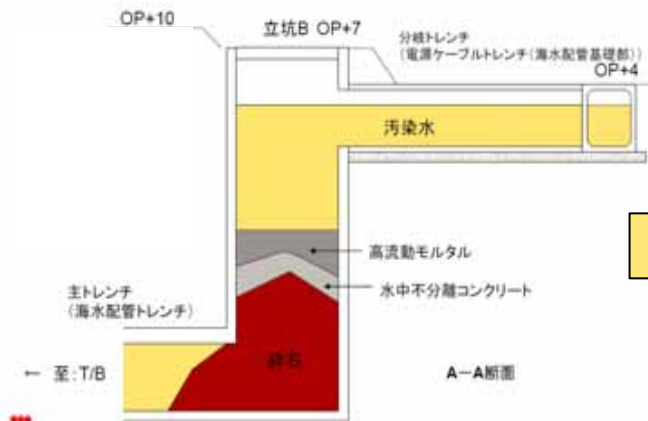 OP+10
立坑B OP+7
分岐トレンチ
(電源ケーブルトレンチ(海水配管基礎部))
OP+4
汚染水
高流動モルタル
水中不分離コンクリート
主トレンチ
(海水配管トレンチ)
砕石
← 至:T/B
A－A断面